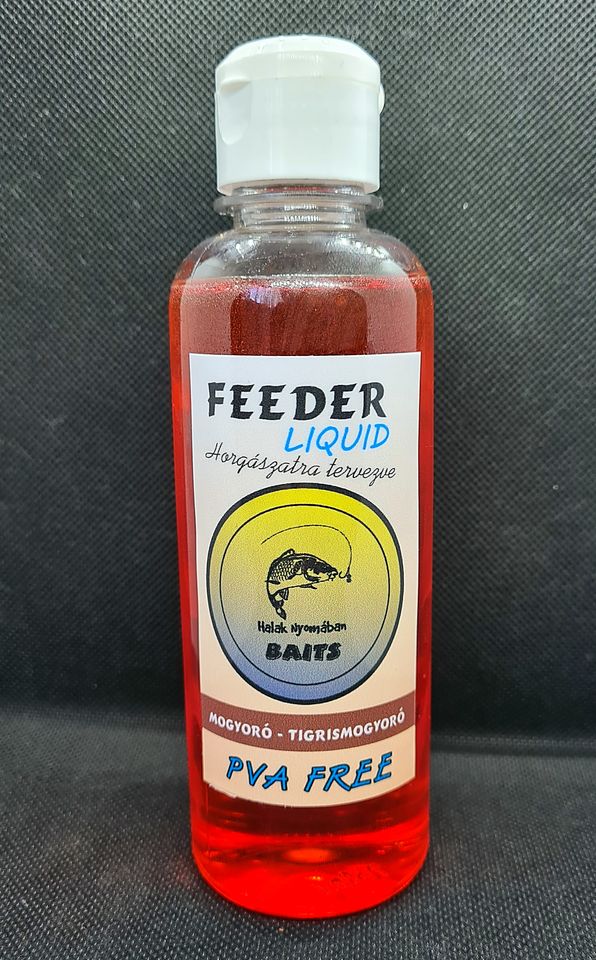 FEEDER
LIQUID
Horgászatra tervezve
Halak Nyomában
BAITS
MOGYORÓ - TIGRISMOGYORÓ
PVA FREE